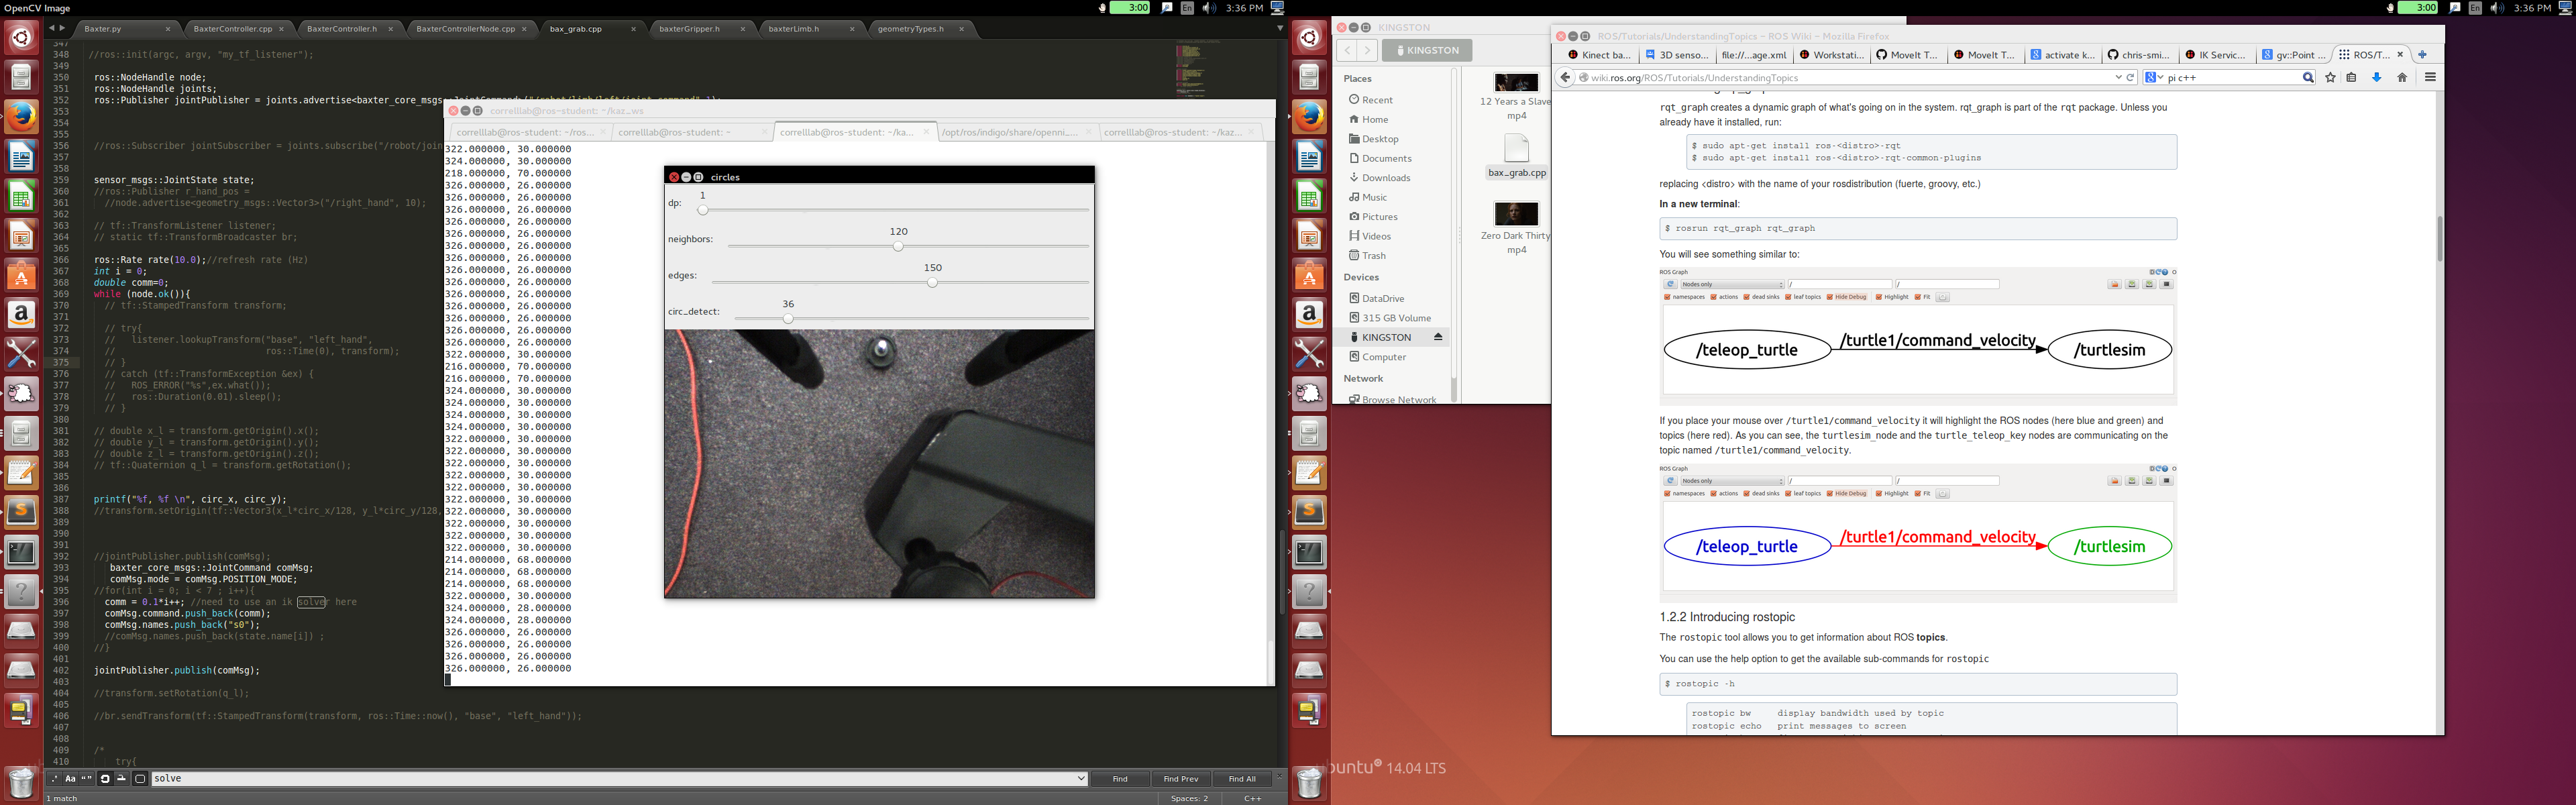 OpenCV Image
3:00
En
3:36 PM
3:00
En
3:36 PM
Baxter.py
BaxterController.cpp
BaxterController.h
BaxterControllerNode.cpp
bax_grab.cpp
baxterGripper.h
baxterLimb.h
geometryTypes.h
347
348 //ros::init(argc, argv, "my_tf_listener");
349
350 ros::NodeHandle node;
351 ros::NodeHandle joints;
352 ros::Publisher jointPublisher = joints.advertise<baxter_core_msgs::JointCommand>("/robot/limb/left/joint_command",1);
353
354
355
356 //ros::Subscriber jointSubscriber = joints.subscribe("/robot/join
357
358
359 sensor_msgs::JointState state;
360 //ros::Publisher r_hand_pos =
361 //node.advertise<geometry_msgs::Vector3>("/right_hand", 10);
362
363 // tf::TransformListener listener;
364 // static tf::TransformBroadcaster br;
365
366 ros::Rate rate(10.0);//refresh rate (Hz)
367 int i = 0;
368 double comm=0;
369 while (node.ok()){
370 // tf::StampedTransform transform;
371
372 // try{
373 // listener.lookupTransform("base", "left_hand",
374 // ros::Time(0), transform);
375 // }
376 // catch (tf::TransformException &ex) {
377 // ROS_ERROR("%s",ex.what());
378 // ros::Duration(0.01).sleep();
379 // }
380
381 // double x_l = transform.getOrigin().x();
382 // double y_l = transform.getOrigin().y();
383 // double z_l = transform.getOrigin().z();
384 // tf::Quaternion q_l = transform.getRotation();
385
386
387 printf("%f, %f \n", circ_x, circ_y);
388 //transform.setOrigin(tf::Vector3(x_l*circ_x/128, y_l*circ_y/128,
389
390
391
392 //jointPublisher.publish(comMsg);
393 baxter_core_msgs::JointCommand comMsg;
394 comMsg.mode = comMsg.POSITION_MODE;
395 //for(int i = 0; i < 7 ; i++){
396 comm = 0.1*i++; //need to use an ik solver here
397 comMsg.command.push_back(comm);
398 comMsg.names.push_back("s0");
399 //comMsg.names.push_back(state.name[i]) ;
400 //}
401
402 jointPublisher.publish(comMsg);
403
404 //transform.setRotation(q_l);
405
406 //br.sendTransform(tf::StampedTransform(transform, ros::Time::now(), "base", "left_hand"));
407
408
409 /*
410 try{
.*
Aa
""
solve
Find
Find Prev
Find All
1 match
Spaces: 2
C++
correlllab@ros-student: ~/kaz_ws
correlllab@ros-student: ~/ros...
correlllab@ros-student: ~
correlllab@ros-student: ~/ka...
/opt/ros/indigo/share/openni_...
correlllab@ros-student: ~/kaz...
322.000000, 30.000000
324.000000, 30.000000
218.000000, 70.000000
326.000000, 26.000000
326.000000, 26.000000
326.000000, 26.000000
326.000000, 26.000000
326.000000, 26.000000
326.000000, 26.000000
326.000000, 26.000000
326.000000, 26.000000
326.000000, 26.000000
326.000000, 26.000000
326.000000, 26.000000
326.000000, 26.000000
326.000000, 26.000000
326.000000, 26.000000
322.000000, 30.000000
216.000000, 70.000000
216.000000, 70.000000
324.000000, 30.000000
324.000000, 30.000000
324.000000, 30.000000
324.000000, 30.000000
322.000000, 30.000000
322.000000, 30.000000
322.000000, 30.000000
322.000000, 30.000000
322.000000, 30.000000
322.000000, 30.000000
322.000000, 30.000000
322.000000, 30.000000
322.000000, 30.000000
322.000000, 30.000000
214.000000, 68.000000
214.000000, 68.000000
214.000000, 68.000000
322.000000, 30.000000
324.000000, 28.000000
324.000000, 28.000000
326.000000, 26.000000
326.000000, 26.000000
326.000000, 26.000000
326.000000, 26.000000
circles
dp: 1
neighbors: 120
edges: 150
circ_detect: 36
KINGSTON
KINGSTON
Places
Recent
Home
Desktop
Documents
Downloads
Music
Pictures
Videos
Trash
Devices
DataDrive
315 GB Volume
KINGSTON
Computer
Network
Browse Network
12 Years a Slave
mp4
bax_grab.cpp
Zero Dark Thirty
mp4
ubuntu® 14.04 LTS
ROS/Tutorials/UnderstandingTopics - ROS Wiki - Mozilla Firefox
Kinect ba...
3D senso...
file://...age.xml
Workstati...
MoveIt T...
MoveIt T...
activate k...
chris-smi...
IK Servic...
gv::Point ...
ROS/T...
wiki.ros.org/ROS/Tutorials/UnderstandingTopics
pi c++
rqt_graph creates a dynamic graph of what's going on in the system. rqt_graph is part of the rqt package. Unless you
already have it installed, run:
$ sudo apt-get install ros-<distro>-rqt
$ sudo apt-get install ros-<distro>-rqt-common-plugins
replacing <distro> with the name of your rosdistribution (fuerte, groovy, etc.)
In a new terminal:
$ rosrun rqt_graph rqt_graph
You will see something similar to:
ROS Graph
Nodes only
/
/
namespaces actions dead sinks leaf topics Hide Debug Highlight Fit
/teleop_turtle
/turtle1/command_velocity
/turtlesim
If you place your mouse over /turtle1/command_velocity it will highlight the ROS nodes (here blue and green) and
topics (here red). As you can see, the turtlesim_node and the turtle_teleop_key nodes are communicating on the
topic named /turtle1/command_velocity.
ROS Graph
Nodes only
/
/
namespaces actions dead sinks leaf topics Hide Debug Highlight Fit
/teleop_turtle
/turtle1/command_velocity
/turtlesim
1.2.2 Introducing rostopic
The rostopic tool allows you to get information about ROS topics.
You can use the help option to get the available sub-commands for rostopic
$ rostopic -h
rostopic bw display bandwidth used by topic
rostopic echo print messages to screen